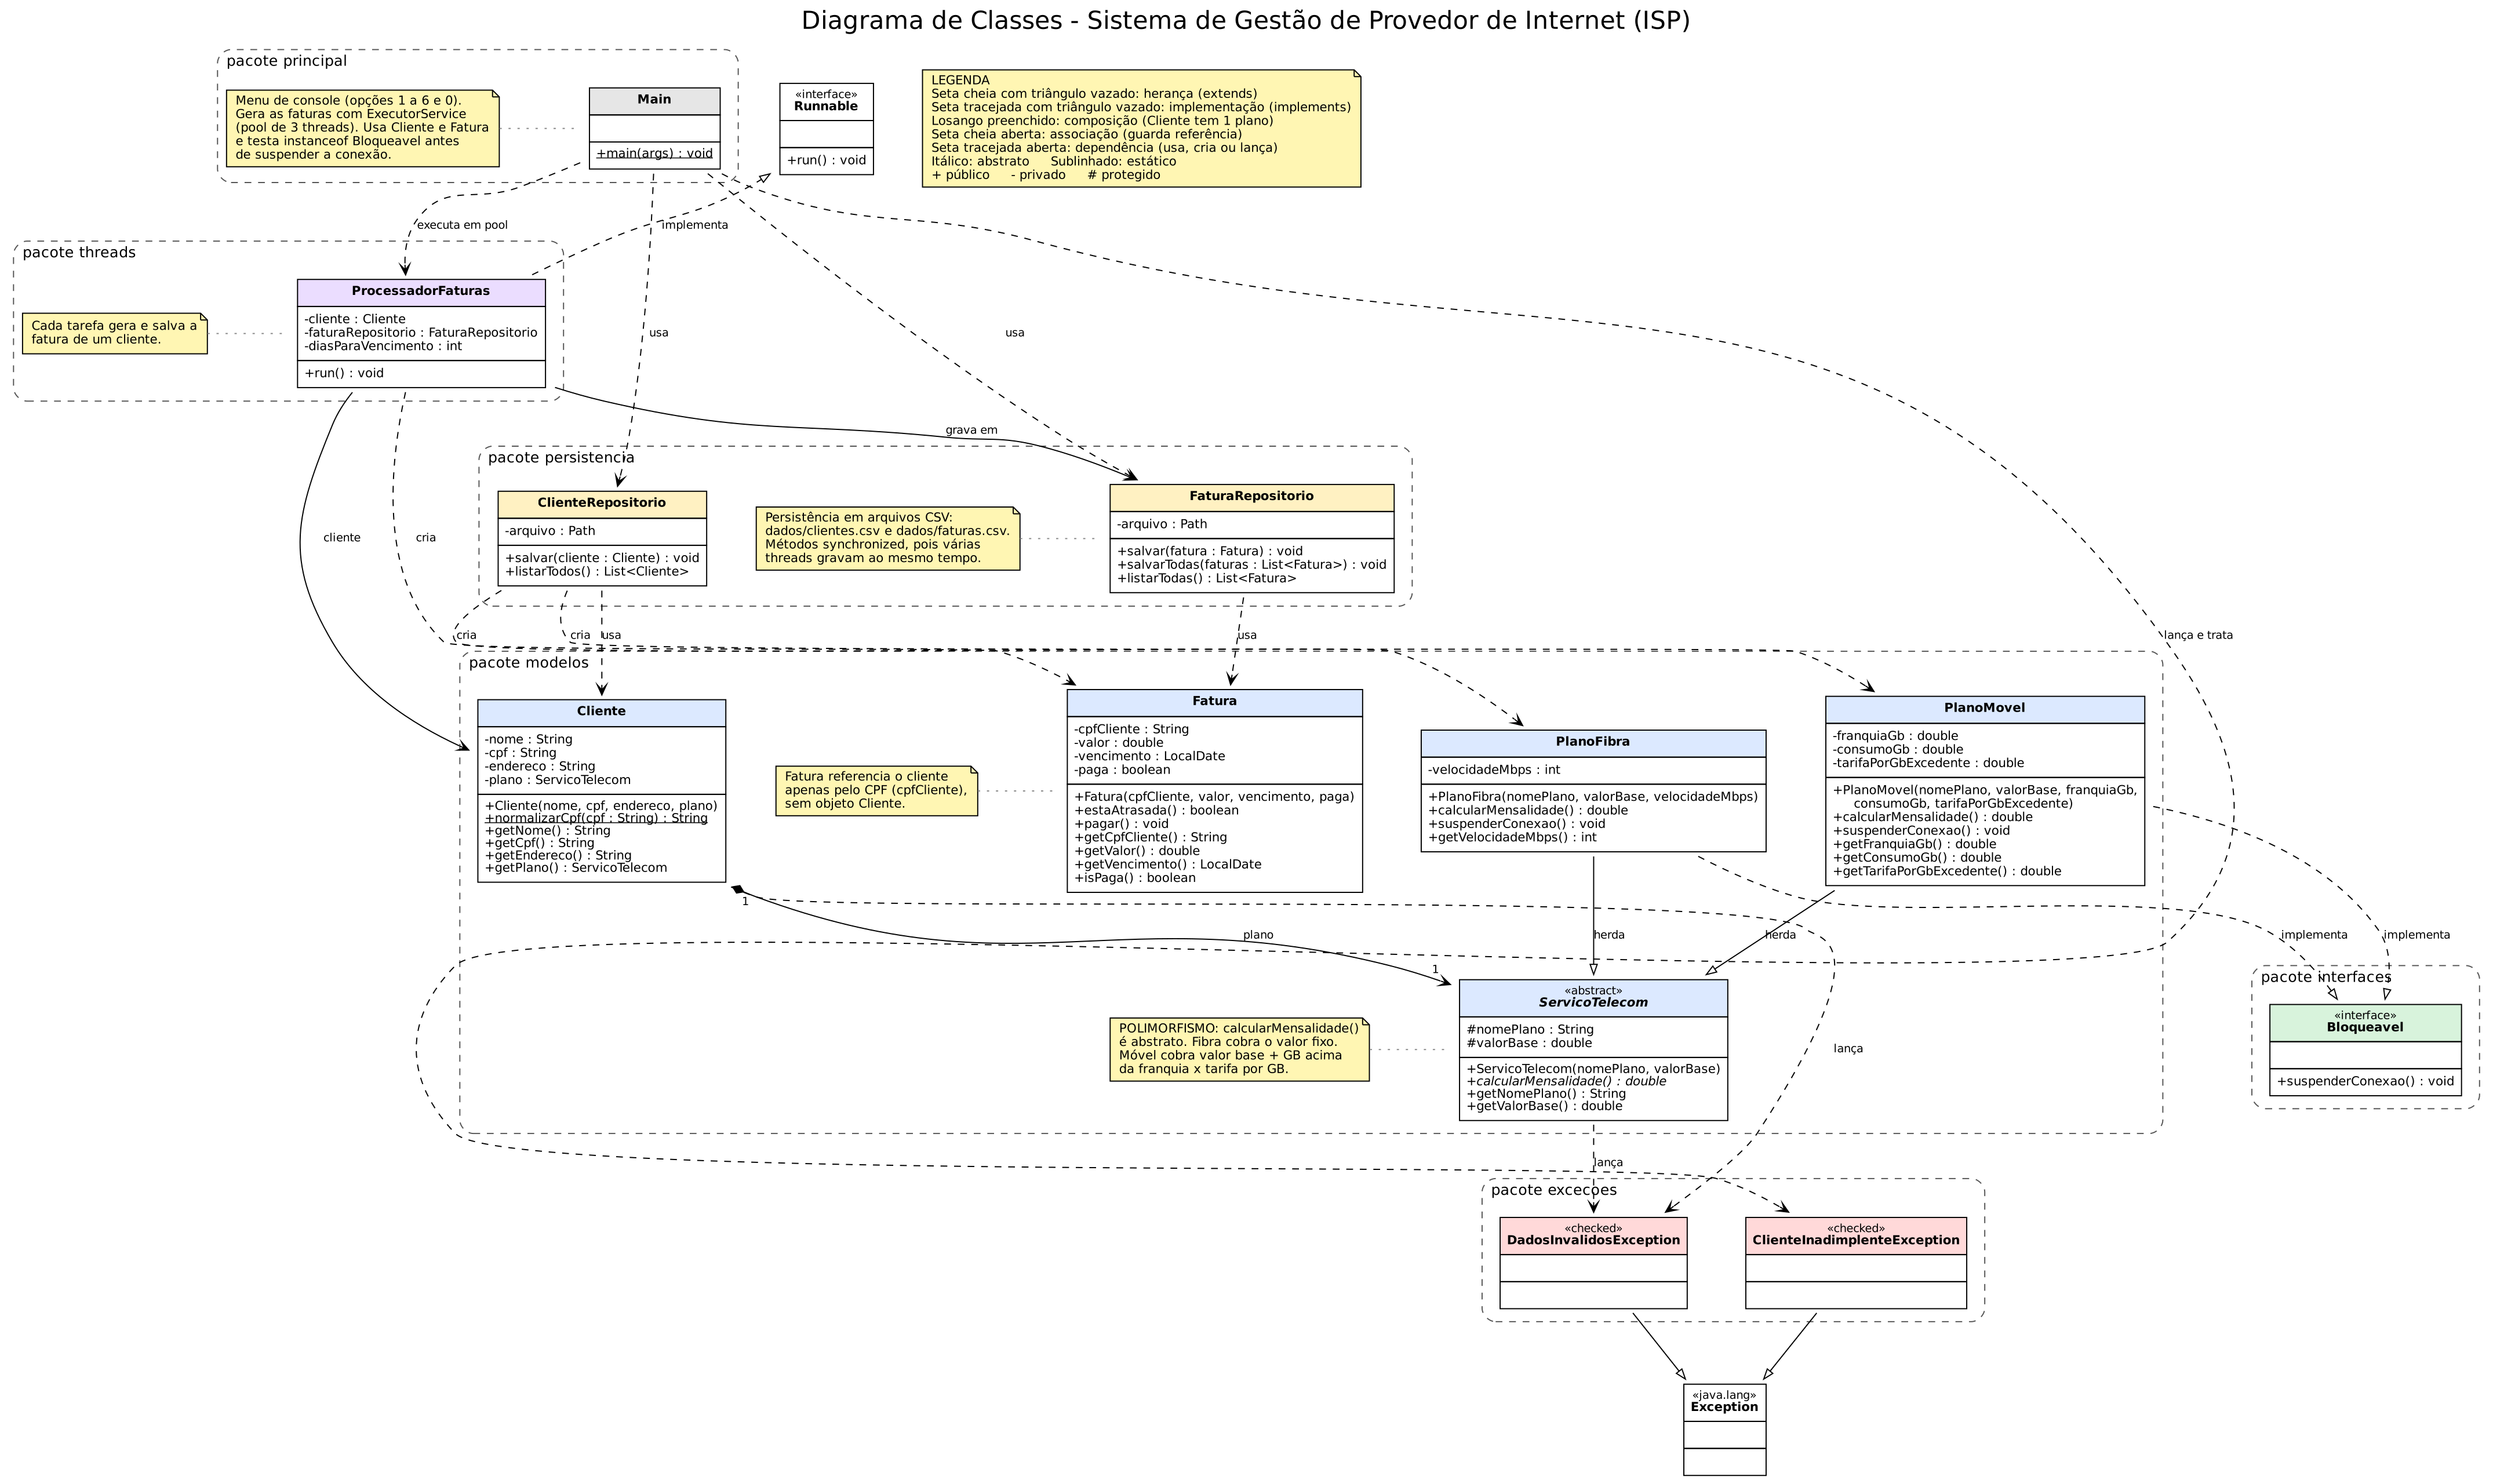 Diagrama de Classes - Sistema de Gestão de Provedor de Internet (ISP)
pacote principal
Menu de console (opções 1 a 6 e 0).
Gera as faturas com ExecutorService
(pool de 3 threads). Usa Cliente e Fatura
e testa instanceof Bloqueavel antes
de suspender a conexão.
Main
+main(args) : void
«interface»
Runnable
+run() : void
LEGENDA
Seta cheia com triângulo vazado: herança (extends)
Seta tracejada com triângulo vazado: implementação (implements)
Losango preenchido: composição (Cliente tem 1 plano)
Seta cheia aberta: associação (guarda referência)
Seta tracejada aberta: dependência (usa, cria ou lança)
Itálico: abstrato     Sublinhado: estático
+ público     - privado     # protegido
executa em pool
implementa
pacote threads
Cada tarefa gera e salva a
fatura de um cliente.
ProcessadorFaturas
-cliente : Cliente
-faturaRepositorio : FaturaRepositorio
-diasParaVencimento : int
+run() : void
usa
usa
grava em
cliente
cria
pacote persistencia
ClienteRepositorio
-arquivo : Path
+salvar(cliente : Cliente) : void
+listarTodos() : List<Cliente>
Persistência em arquivos CSV:
dados/clientes.csv e dados/faturas.csv.
Métodos synchronized, pois várias
threads gravam ao mesmo tempo.
FaturaRepositorio
-arquivo : Path
+salvar(fatura : Fatura) : void
+salvarTodas(faturas : List<Fatura>) : void
+listarTodas() : List<Fatura>
cria
cria
usa
usa
lança e trata
pacote modelos
Cliente
-nome : String
-cpf : String
-endereco : String
-plano : ServicoTelecom
+Cliente(nome, cpf, endereco, plano)
+normalizarCpf(cpf : String) : String
+getNome() : String
+getCpf() : String
+getEndereco() : String
+getPlano() : ServicoTelecom
Fatura referencia o cliente
apenas pelo CPF (cpfCliente),
sem objeto Cliente.
Fatura
-cpfCliente : String
-valor : double
-vencimento : LocalDate
-paga : boolean
+Fatura(cpfCliente, valor, vencimento, paga)
+estaAtrasada() : boolean
+pagar() : void
+getCpfCliente() : String
+getValor() : double
+getVencimento() : LocalDate
+isPaga() : boolean
PlanoFibra
-velocidadeMbps : int
+PlanoFibra(nomePlano, valorBase, velocidadeMbps)
+calcularMensalidade() : double
+suspenderConexao() : void
+getVelocidadeMbps() : int
PlanoMovel
-franquiaGb : double
-consumoGb : double
-tarifaPorGbExcedente : double
+PlanoMovel(nomePlano, valorBase, franquiaGb,
consumoGb, tarifaPorGbExcedente)
+calcularMensalidade() : double
+suspenderConexao() : void
+getFranquiaGb() : double
+getConsumoGb() : double
+getTarifaPorGbExcedente() : double
1
plano
1
herda
herda
implementa
implementa
POLIMORFISMO: calcularMensalidade()
é abstrato. Fibra cobra o valor fixo.
Móvel cobra valor base + GB acima
da franquia x tarifa por GB.
«abstract»
ServicoTelecom
#nomePlano : String
#valorBase : double
+ServicoTelecom(nomePlano, valorBase)
+calcularMensalidade() : double
+getNomePlano() : String
+getValorBase() : double
lança
pacote interfaces
«interface»
Bloqueavel
+suspenderConexao() : void
lança
pacote excecoes
«checked»
DadosInvalidosException
«checked»
ClienteInadimplenteException
«java.lang»
Exception